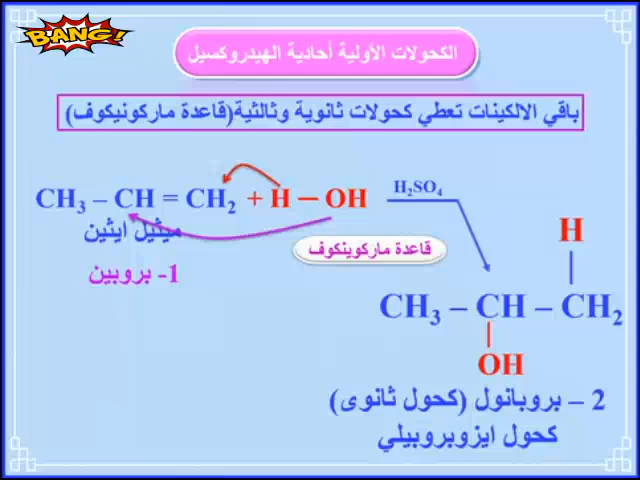 BANG!
الكحولات الأولية أحادية الهيدروكسيل
باقي الالكينات تعطي كحولات ثانوية وثالثية(قاعدة ماركونيكوف)
CH₃ – CH = CH₂ + H – OH
H₂SO₄
ميثيل ايثين
قاعدة ماركوينكوف
1- بروبين
H
CH₃ – CH – CH₂
OH
2 – بروبانول (كحول ثانوى)
كحول ايزوبروبيلي